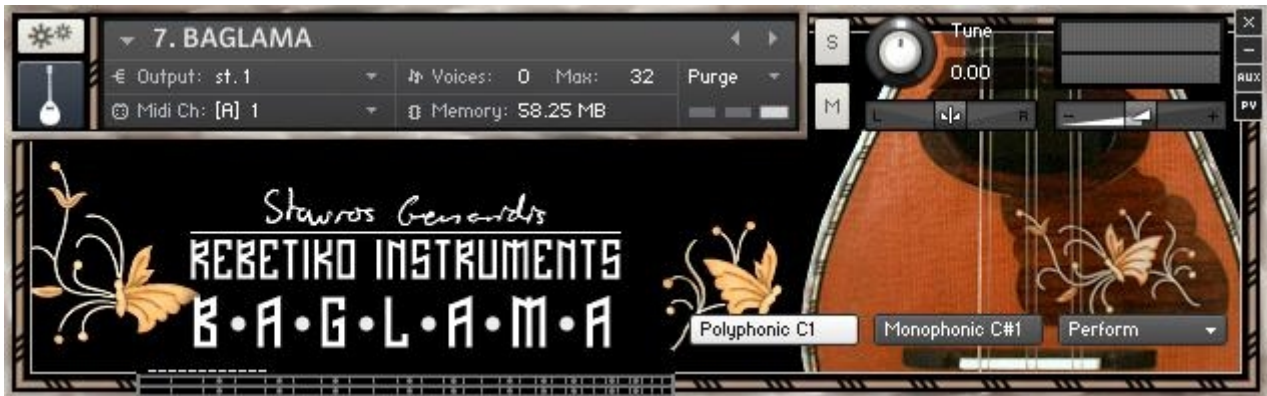 7. BAGLAMA
Output: st.1
Voices: 0 Max: 32
Purge
Midi Ch: [A] 1
Memory: 58.25 MB
S
M
Tune
0.00
L R
- +
X
-
AUX
PV
Stavros
REBETIKO INSTRUMENTS
B•A•G•L•A•M•A
Polyphonic C1
Monophonic C#1
Perform